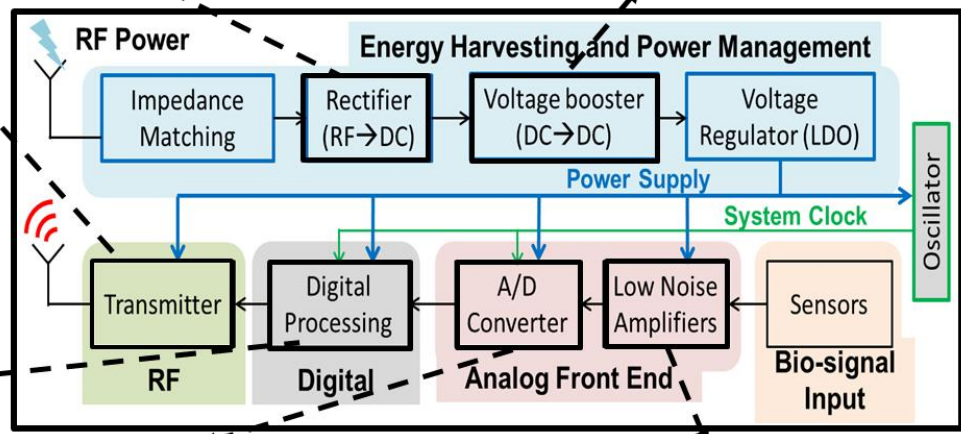 RF Power
Energy Harvesting and Power Management
Impedance
Matching
Rectifier
(RF→DC)
Voltage booster
(DC→DC)
Voltage
Regulator (LDO)
Power Supply
System Clock
Oscillator
Transmitter
Digital
Processing
A/D
Converter
Low Noise
Amplifiers
Sensors
RF
Digital
Analog Front End
Bio-signal
Input